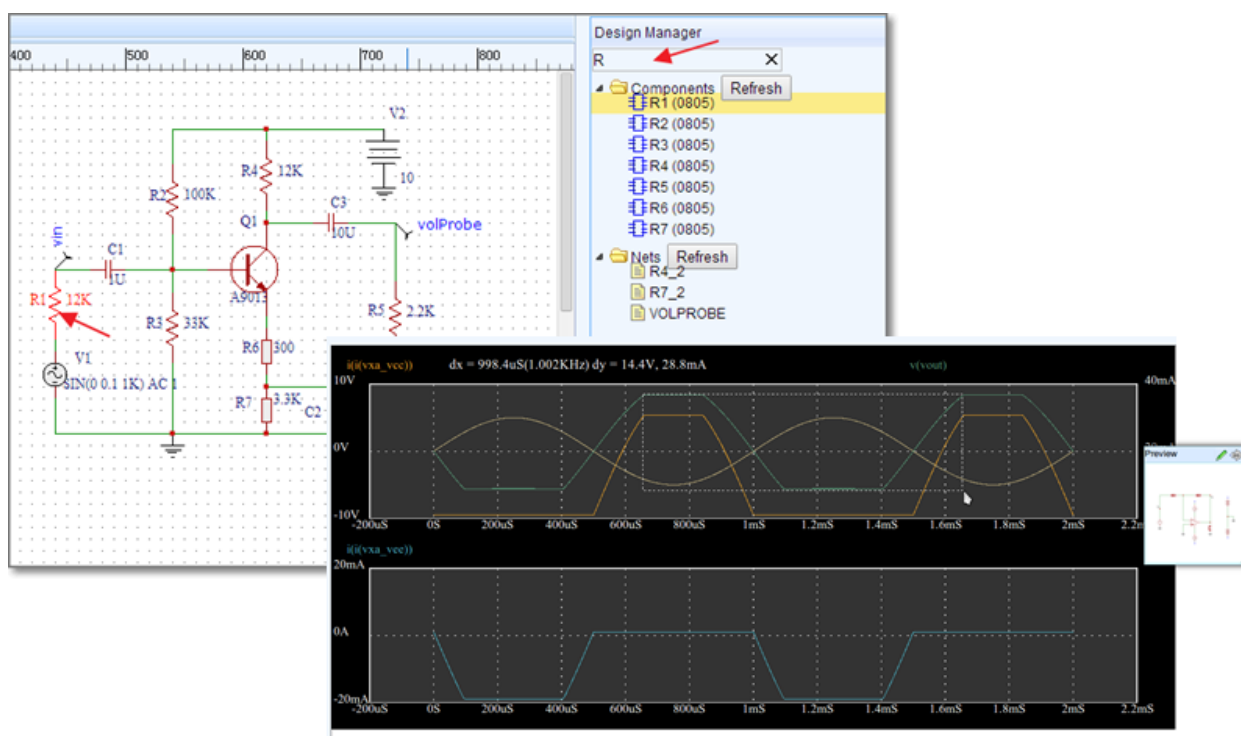 400 500 600 700 800
V2
10
R4 12K
R2 100K
C3
10U
volProbe
Q1
vin
C1
1U
A9013
R1 12K
R3 33K
R5 2.2K
V1
SIN(0 0.1 1K) AC 1
R6 300
R7 3.3K
C2
Design Manager
R
Components Refresh
R1 (0805)
R2 (0805)
R3 (0805)
R4 (0805)
R5 (0805)
R6 (0805)
R7 (0805)
Nets Refresh
R4_2
R7_2
VOLPROBE
i(i(vxa_vcc)) dx = 998.4uS(1.002KHz) dy = 14.4V, 28.8mA v(vout)
10V 40mA
0V
-10V
-200uS 0S 200uS 400uS 600uS 800uS 1mS 1.2mS 1.4mS 1.6mS 1.8mS 2mS 2.2m
i(i(vxa_vcc))
20mA
0A
-20mA
-200uS 0S 200uS 400uS 600uS 800uS 1mS 1.2mS 1.4mS 1.6mS 1.8mS 2mS 2.2mS
Preview